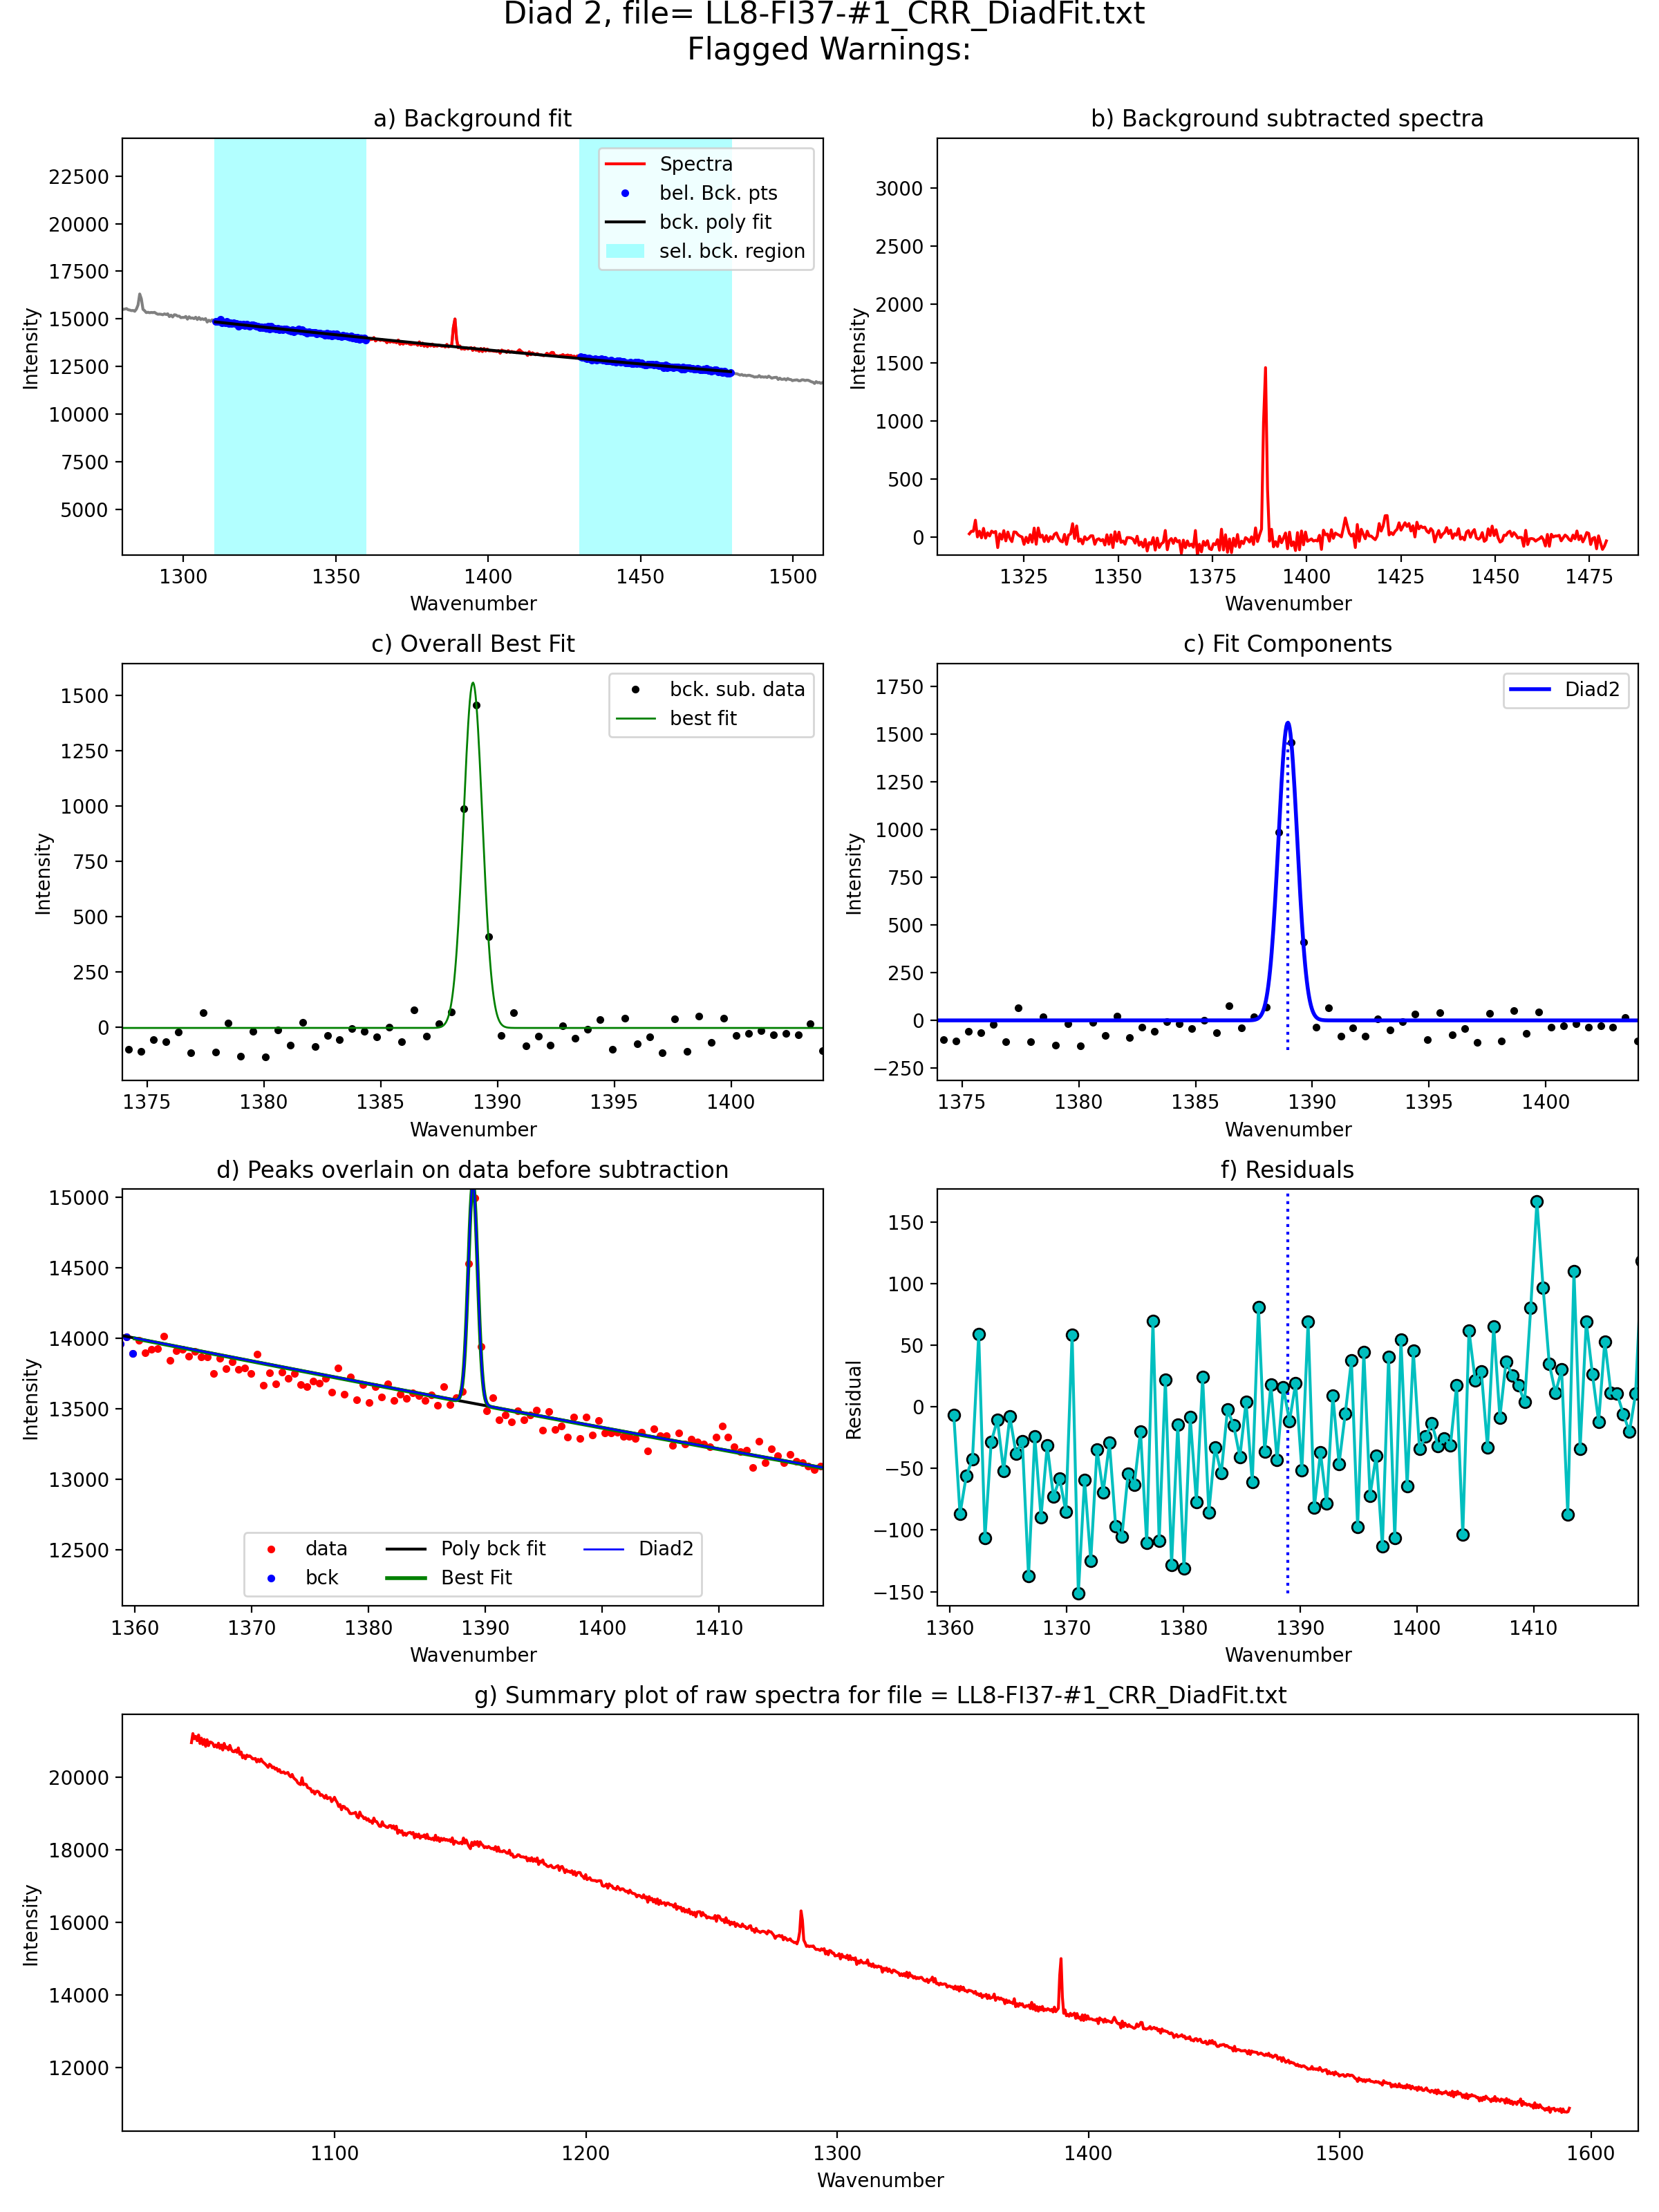 Diad 2, file= LL8-FI37-#1_CRR_DiadFit.txt
Flagged Warnings:
a) Background fit
Intensity
22500
20000
17500
15000
12500
10000
7500
5000
Spectra
bel. Bck. pts
bck. poly fit
sel. bck. region
1300 1350 1400 1450 1500
Wavenumber
b) Background subtracted spectra
Intensity
3000
2500
2000
1500
1000
500
0
1325 1350 1375 1400 1425 1450 1475
Wavenumber
c) Overall Best Fit
Intensity
1500
1250
1000
750
500
250
0
bck. sub. data
best fit
1375 1380 1385 1390 1395 1400
Wavenumber
c) Fit Components
Intensity
1750
1500
1250
1000
750
500
250
0
−250
Diad2
1375 1380 1385 1390 1395 1400
Wavenumber
d) Peaks overlain on data before subtraction
Intensity
15000
14500
14000
13500
13000
12500
data
bck
Poly bck fit
Best Fit
Diad2
1360 1370 1380 1390 1400 1410
Wavenumber
f) Residuals
Residual
150
100
50
0
−50
−100
−150
1360 1370 1380 1390 1400 1410
Wavenumber
g) Summary plot of raw spectra for file = LL8-FI37-#1_CRR_DiadFit.txt
Intensity
20000
18000
16000
14000
12000
1100 1200 1300 1400 1500 1600
Wavenumber